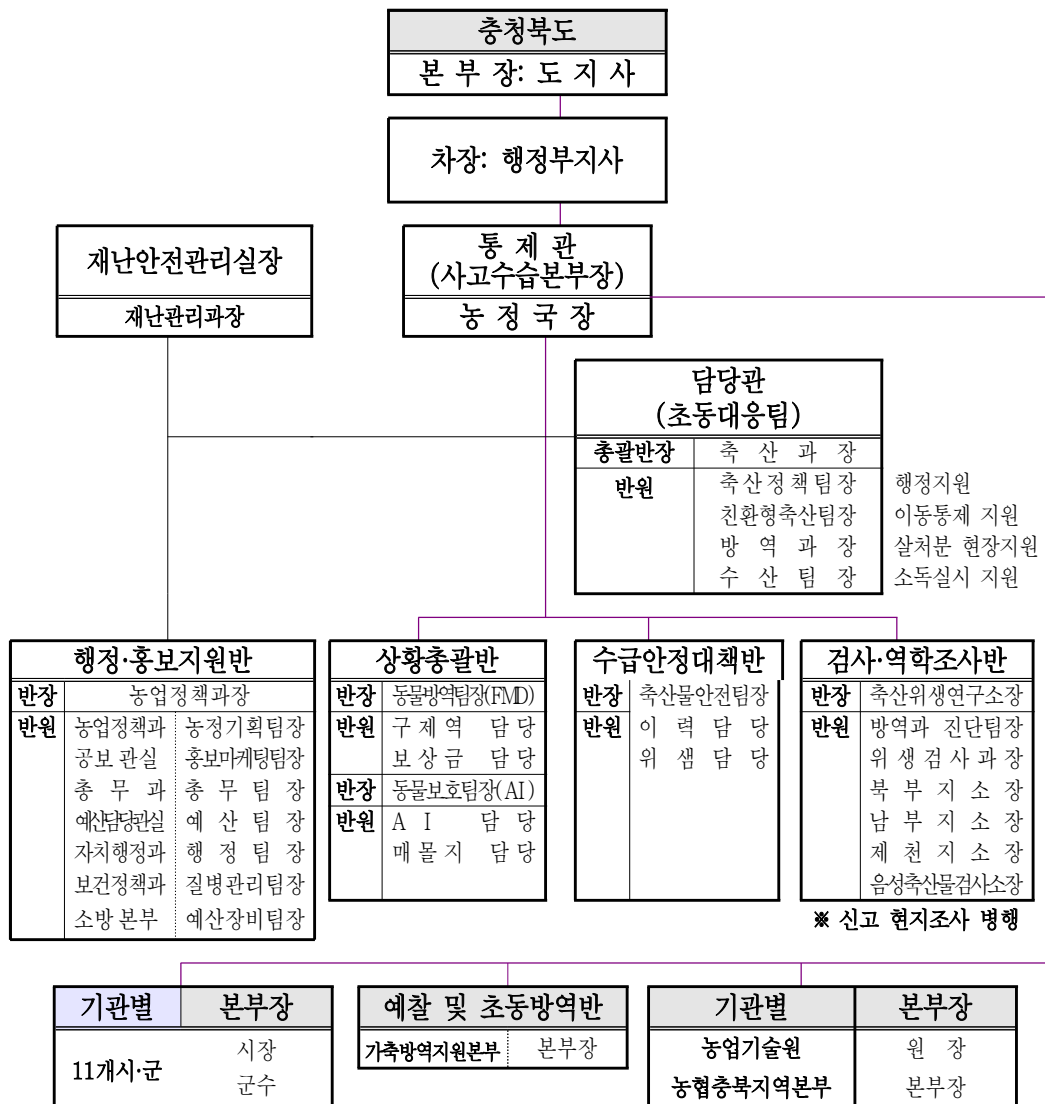 충청북도
본 부 장: 도 지 사
차장: 행정부지사
재난안전관리실장
재난관리과장
통 제 관
(사고수습본부장)
농 정 국 장
담당관
(초동대응팀)
총괄반장 축 산 과 장
반원 축산정책팀장 행정지원
친환형축산팀장 이동통제 지원
방 역 과 장 살처분 현장지원
수 산 팀 장 소독실시 지원
행정·홍보지원반
반장 농업정책과장
반원 농업정책과 농정기획팀장
공보관실 홍보마케팅팀장
총 무 과 총 무 팀 장
예산담당관실 예 산 팀 장
자치행정과 행 정 팀 장
보건정책과 질병관리팀장
소방본부 예산장비팀장
상황총괄반
반장 동물방역팀장(FMD)
반원 구 제 역 담당
보 상 금 담당
반장 동물보호팀장(AI)
반원 A I 담당
매 몰 지 담당
수급안정대책반
반장 축산물안전팀장
반원 이 력 담 당
위 샘 담 당
검사·역학조사반
반장 축산위생연구소장
반원 방역과 진단팀장
위 생 검 사 과 장
북 부 지 소 장
남 부 지 소 장
제 천 지 소 장
음성축산물검사소장
※ 신고 현지조사 병행
기관별 본부장
11개시·군 시장
군수
예찰 및 초동방역반
가축방역지원본부 본부장
기관별 본부장
농업기술원 원 장
농협충북지역본부 본부장